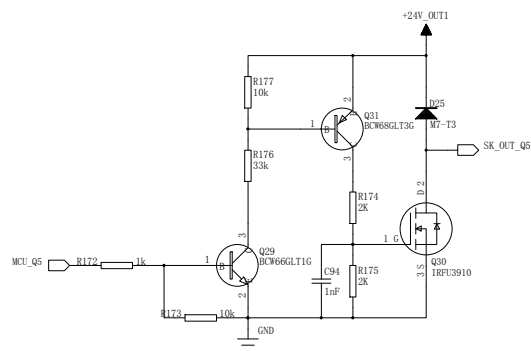 +24V_OUT1
R177
10k
2
Q31
BCW68GLT3G
1
B
3
D25
M7-T3
SK_OUT_Q5
R176
33k
R174
2K
D 2
1 G
3 S
Q30
IRFU3910
3
Q29
BCW66GLT1G
1
B
2
MCU_Q5
R172
1k
C94
1nF
R175
2K
R173
10k
GND